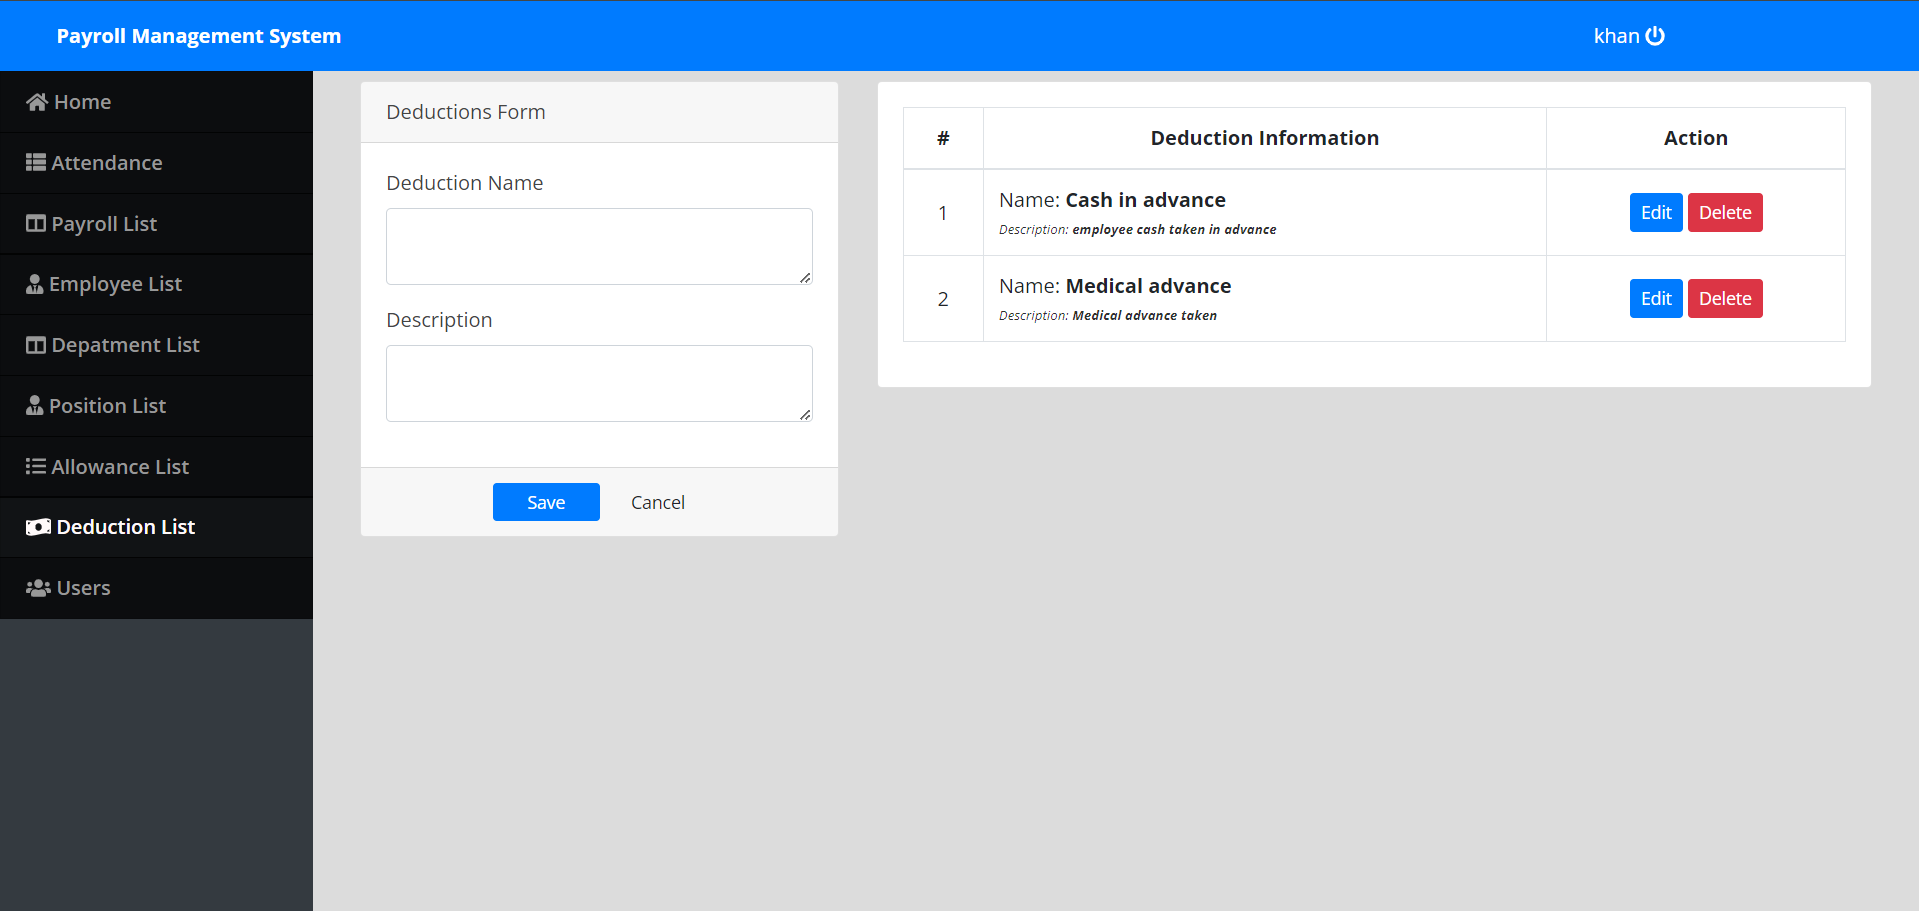 Payroll Management System
khan
Home
Attendance
Payroll List
Employee List
Depatment List
Position List
Allowance List
Deduction List
Users
Deductions Form
Deduction Name
Description
Save Cancel
# Deduction Information Action
1 Name: Cash in advance Edit Delete
Description: employee cash taken in advance
2 Name: Medical advance Edit Delete
Description: Medical advance taken